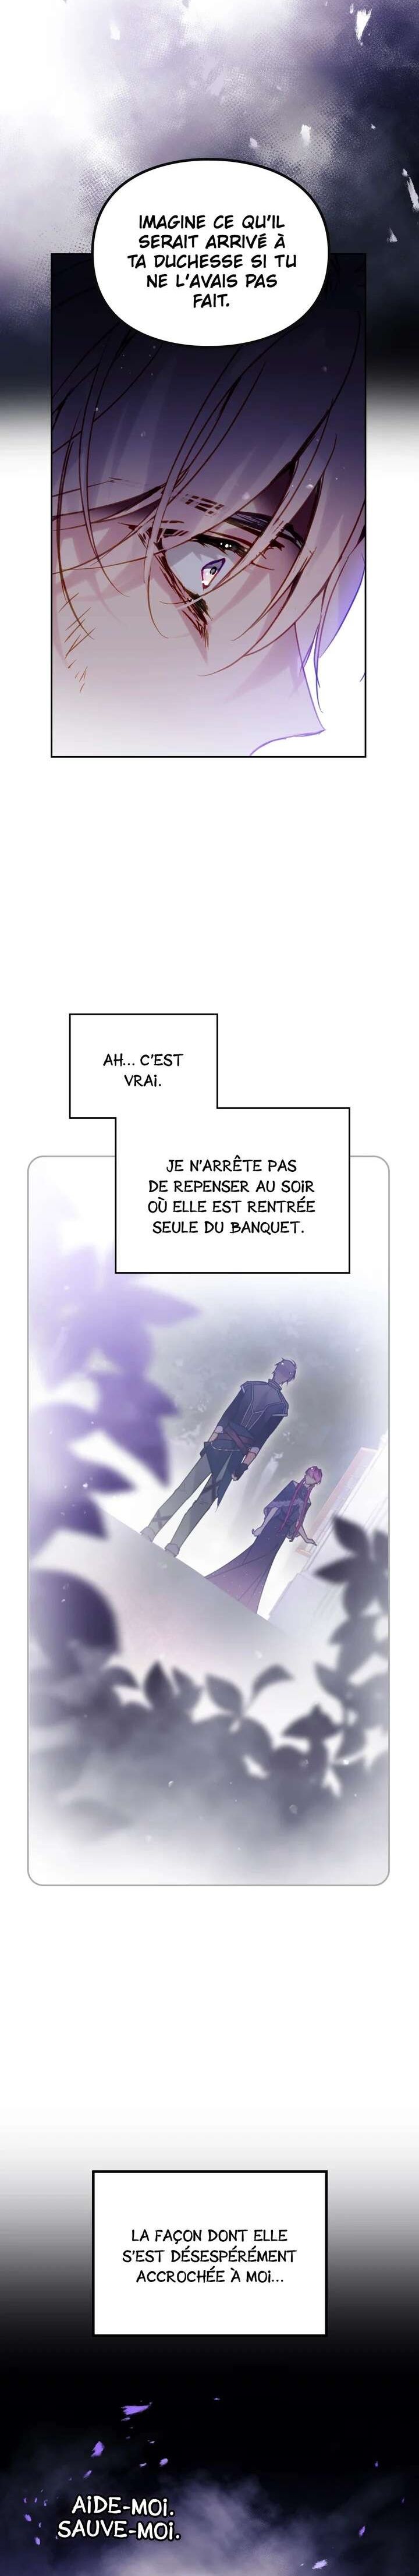 IMAGINE CE QU'IL
SERAIT ARRIVÉ À
TA DUCHESSE SI TU
NE L'AVAIS PAS
FAIT.
AH... C'EST
VRAI.
JE N'ARRÊTE PAS
DE REPENSER AU SOIR
OÙ ELLE EST RENTRÉE
SEULE DU BANQUET.
LA FAÇON DONT ELLE
S'EST DÉSESPÉRÉMENT
ACCROCHÉE À MOI...
AIDE-MOI.
SAUVE-MOI.